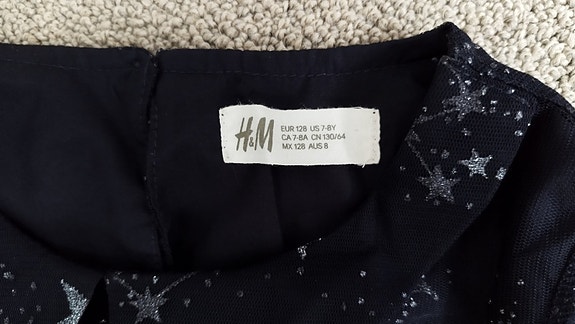 H&M
EUR 128 US 7-8Y
CA 7-8A CN 130/64
MX 128 AUS 8